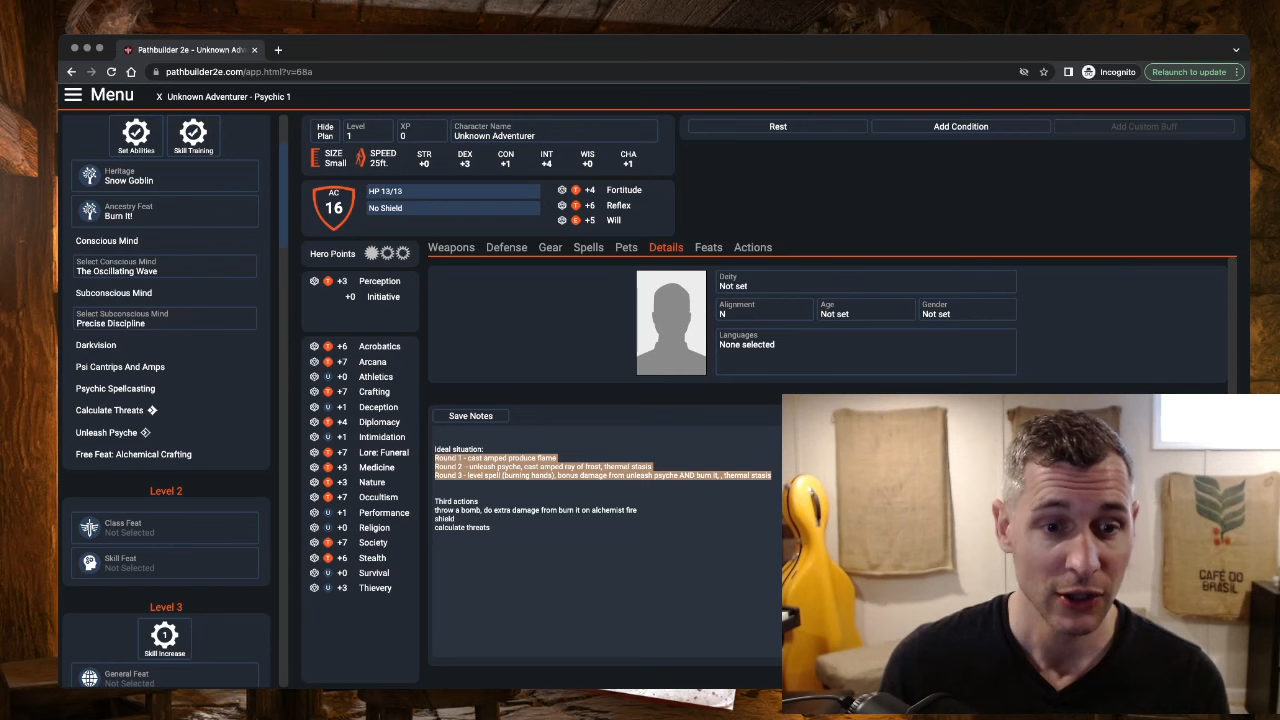 Pathbuilder 2e - Unknown Adv
pathbuilder2e.com/app.html?v=68a
Incognito
Relaunch to update
Menu
X Unknown Adventurer - Psychic 1
Set Abilities
Skill Training
Heritage
Snow Goblin
Ancestry Feat
Burn It!
Conscious Mind
Select Conscious Mind
The Oscillating Wave
Subconscious Mind
Select Subconscious Mind
Precise Discipline
Darkvision
Psi Cantrips And Amps
Psychic Spellcasting
Calculate Threats
Unleash Psyche
Free Feat: Alchemical Crafting
Level 2
Class Feat
Not Selected
Skill Feat
Not Selected
Level 3
1
Skill Increase
General Feat
Not Selected
Hide Plan
Level
1
XP
0
Character Name
Unknown Adventurer
SIZE
Small
SPEED
25ft.
STR
+0
DEX
+3
CON
+1
INT
+4
WIS
+0
CHA
+1
AC
16
HP 13/13
No Shield
T +4 Fortitude
T +6 Reflex
E +5 Will
Hero Points
T +3 Perception
+0 Initiative
T +6 Acrobatics
T +7 Arcana
U +0 Athletics
T +7 Crafting
U +1 Deception
T +4 Diplomacy
U +1 Intimidation
T +7 Lore: Funeral
T +3 Medicine
T +3 Nature
T +7 Occultism
U +1 Performance
U +0 Religion
T +7 Society
T +6 Stealth
U +0 Survival
U +3 Thievery
Weapons Defense Gear Spells Pets Details Feats Actions
Deity
Not set
Alignment
N
Age
Not set
Gender
Not set
Languages
None selected
Save Notes
Ideal situation:
Round 1 - cast amped produce flame
Round 2 - unleash psyche, cast amped ray of frost, thermal stasis
Round 3 - level spell (burning hands), bonus damage from unleash psyche AND burn it, , thermal stasis
Third actions
throw a bomb, do extra damage from burn it on alchemist fire
shield
calculate threats
Rest
Add Condition
Add Custom Buff
CAFÉ DO
BRASIL